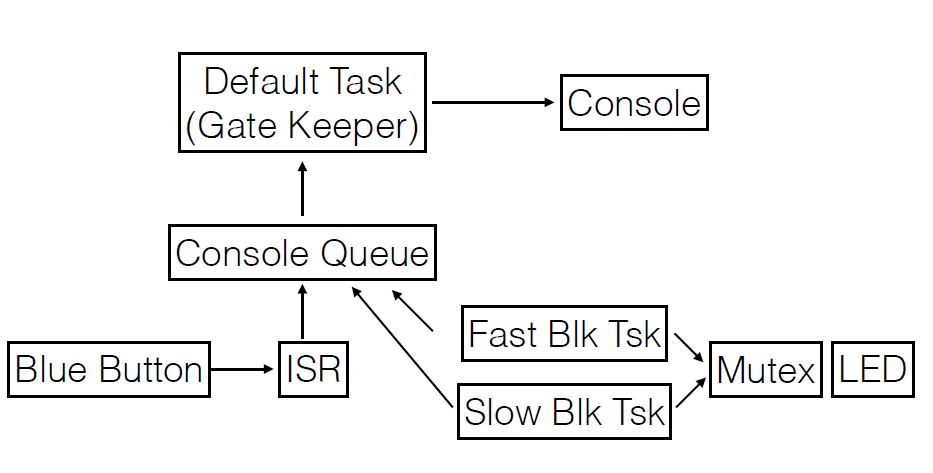 Default Task
(Gate Keeper)
Console
Console Queue
Fast Blk Tsk
Blue Button
ISR
Mutex
LED
Slow Blk Tsk